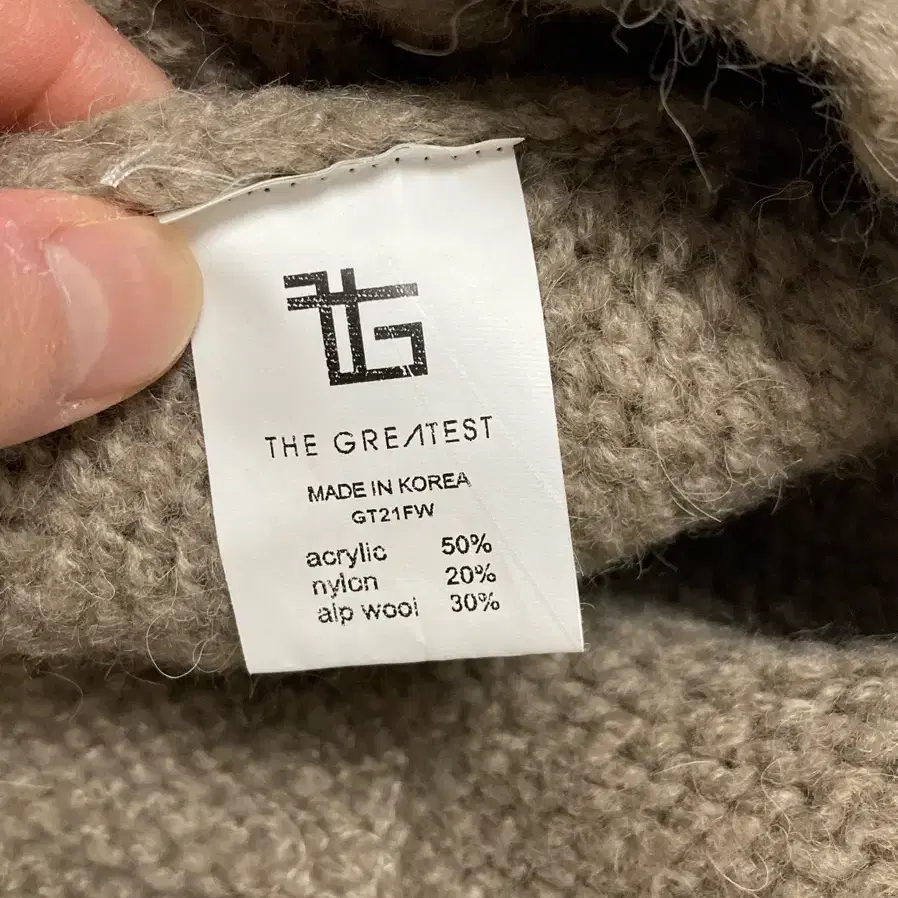 THE GREATEST
MADE IN KOREA
GT21FW
acrylic 50%
nylon 20%
alp wool 30%